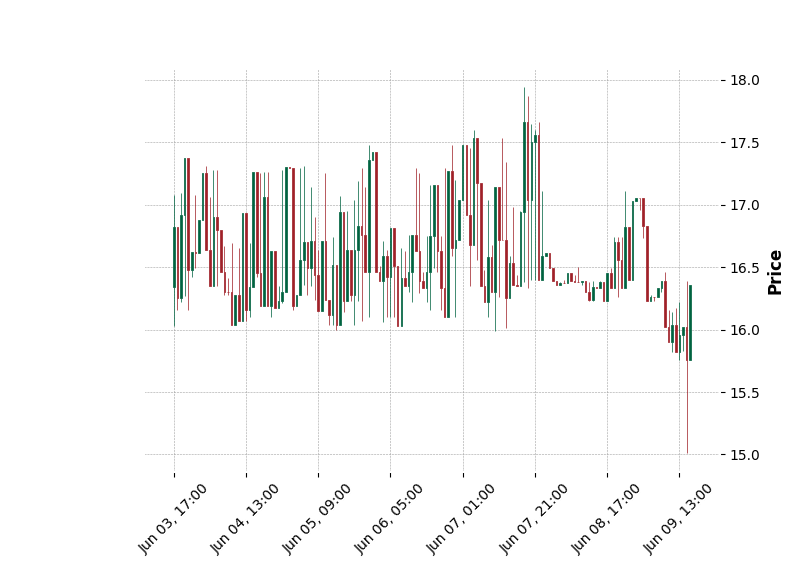 18.0
17.5
17.0
16.5
16.0
15.5
15.0
Price
Jun 03, 17:00
Jun 04, 13:00
Jun 05, 09:00
Jun 06, 05:00
Jun 07, 01:00
Jun 07, 21:00
Jun 08, 17:00
Jun 09, 13:00